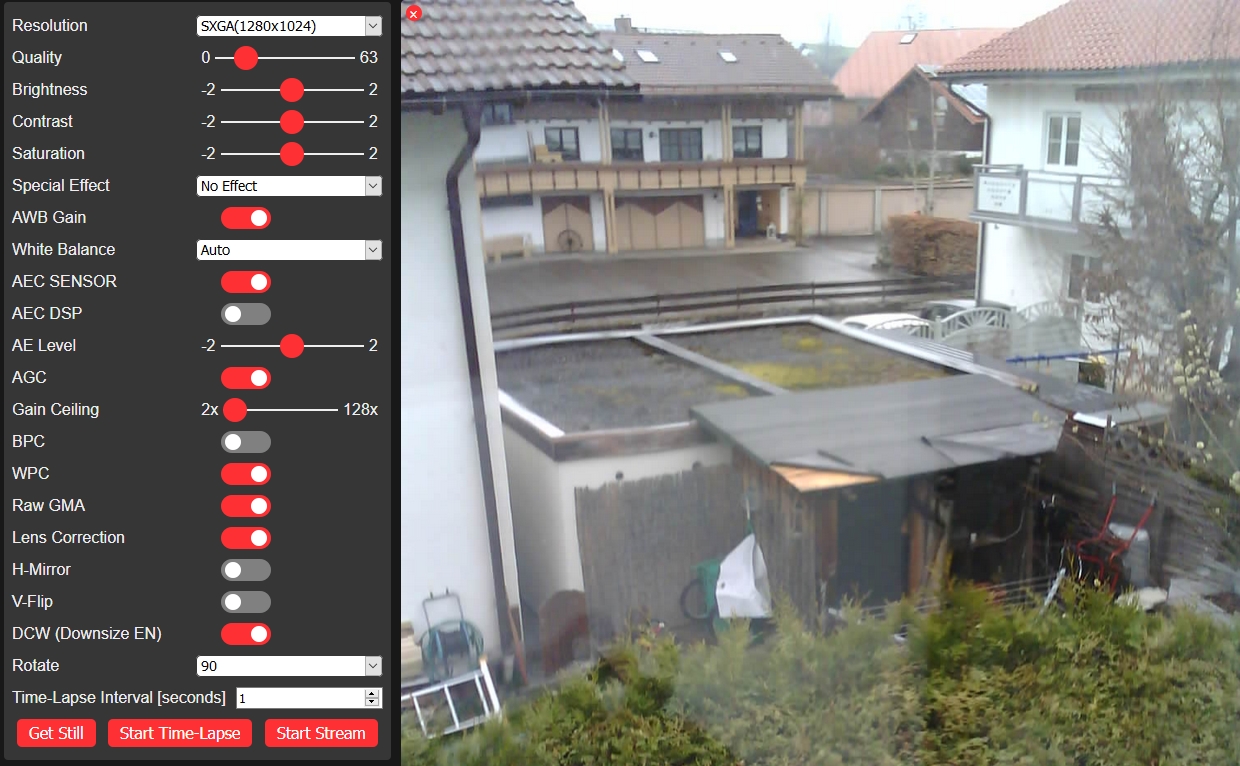 Resolution SXGA(1280x1024)
Quality 0 63
Brightness -2 2
Contrast -2 2
Saturation -2 2
Special Effect No Effect
AWB Gain
White Balance Auto
AEC SENSOR
AEC DSP
AE Level -2 2
AGC
Gain Ceiling 2x 128x
BPC
WPC
Raw GMA
Lens Correction
H-Mirror
V-Flip
DCW (Downsize EN)
Rotate 90
Time-Lapse Interval [seconds] 1
Get Still Start Time-Lapse Start Stream